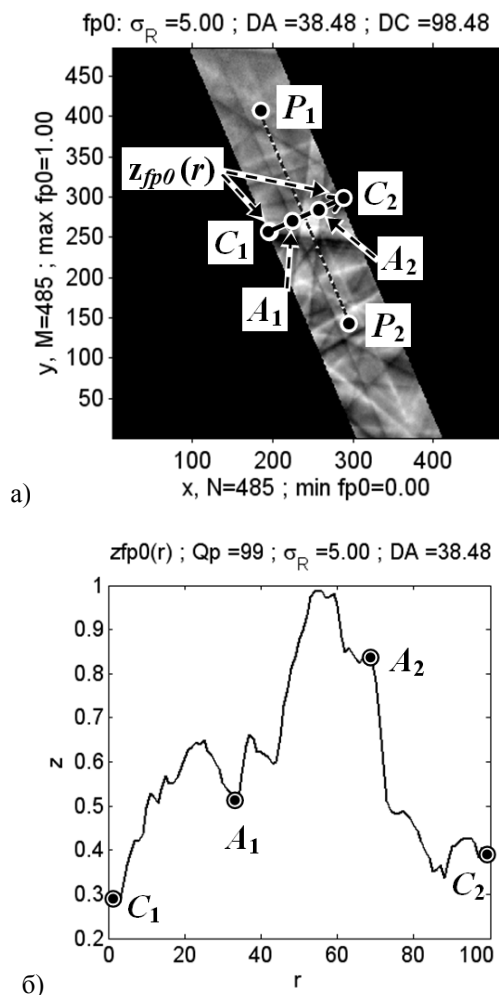 fp0: σR =5.00 ; DA =38.48 ; DC =98.48
y, M=485 ; max fp0=1.00
450
400
350
300
250
200
150
100
50
P1
zfp0(r)
C2
C1
A1
A2
P2
100 200 300 400
x, N=485 ; min fp0=0.00
а)
zfp0(r) ; Qp =99 ; σR =5.00 ; DA =38.48
z
1
0.9
0.8
0.7
0.6
0.5
0.4
0.3
0.2
A2
A1
C1
C2
0 20 40 60 80 100
r
б)